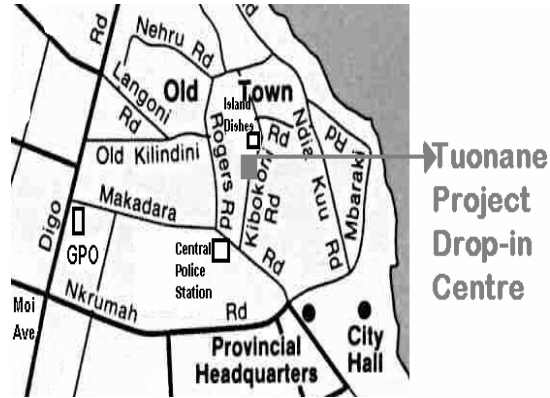 Rd
Nehru Rd
Langoni Rd
Old Town
Island
Dishes
Rd
Old Kilindini
Rogers Rd
Kibokoni Rd
Ndia Kuu Rd
Mbaraki Rd
Tuonane
Project
Drop-in
Centre
Makadara Rd
Digo
GPO
Central
Police
Station
Moi
Ave
Nkrumah Rd
Provincial
Headquarters
City
Hall